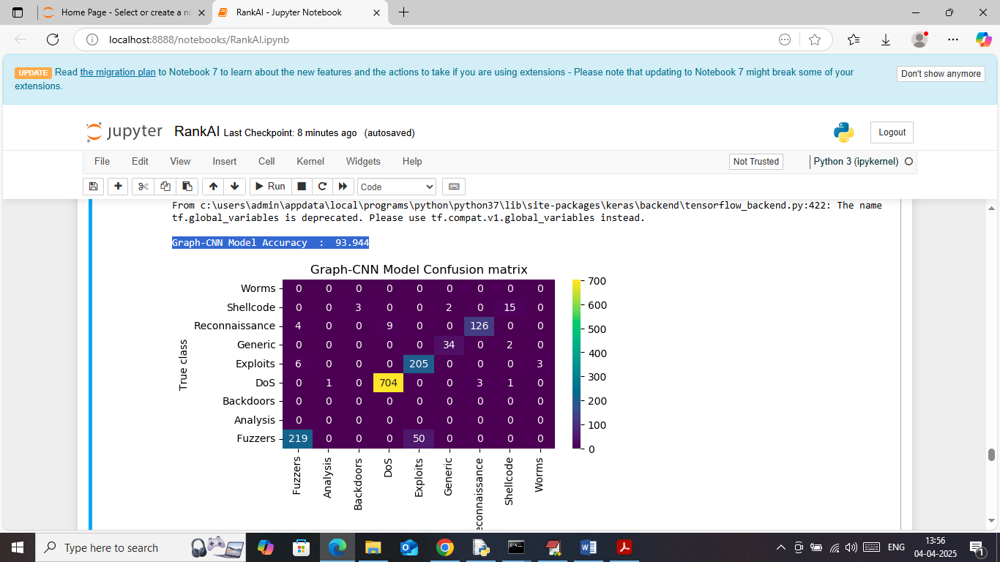 Home Page - Select or create a no
RankAI - Jupyter Notebook
localhost:8888/notebooks/RankAI.ipynb
UPDATE Read the migration plan to Notebook 7 to learn about the new features and the actions to take if you are using extensions - Please note that updating to Notebook 7 might break some of your
extensions.
Don't show anymore
jupyter RankAI Last Checkpoint: 8 minutes ago (autosaved)
Logout
File Edit View Insert Cell Kernel Widgets Help
Not Trusted
Python 3 (ipykernel)
Run
Code
From c:\users\admin\appdata\local\programs\python\python37\lib\site-packages\keras\backend\tensorflow_backend.py:422: The name
tf.global_variables is deprecated. Please use tf.compat.v1.global_variables instead.
Graph-CNN Model Accuracy : 93.944
Graph-CNN Model Confusion matrix
True class
Worms 0 0 0 0 0 0 0 0 0
Shellcode 0 0 3 0 0 2 0 15 0
Reconnaissance 4 0 0 9 0 0 126 0 0
Generic 0 0 0 0 0 34 0 2 0
Exploits 6 0 0 0 205 0 0 0 3
DoS 0 1 0 704 0 0 3 1 0
Backdoors 0 0 0 0 0 0 0 0 0
Analysis 0 0 0 0 0 0 0 0 0
Fuzzers 219 0 0 0 50 0 0 0 0
Fuzzers
Analysis
Backdoors
DoS
Exploits
Generic
econnaissance
Shellcode
Worms
700
600
500
400
300
200
100
0
Type here to search
ENG
13:56
04-04-2025
1